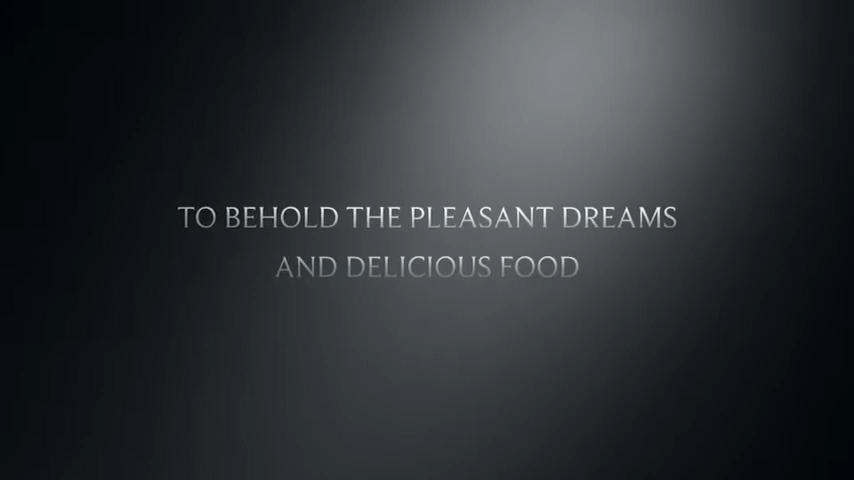 TO BEHOLD THE PLEASANT DREAMS
AND DELICIOUS FOOD